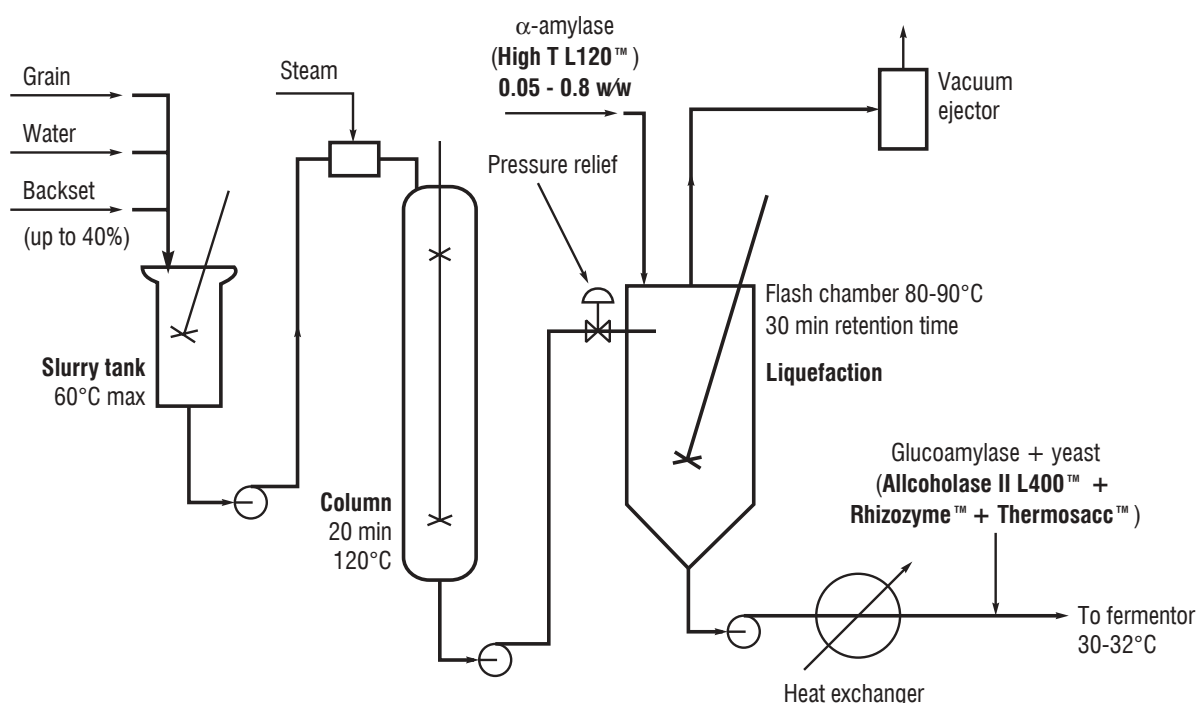 Grain
Water
Backset
(up to 40%)
Slurry tank
60°C max
Steam
Column
20 min
120°C
α-amylase
(High T L120™)
0.05 - 0.8 w/w
Pressure relief
Vacuum
ejector
Flash chamber 80-90°C
30 min retention time
Liquefaction
Glucoamylase + yeast
(Allcoholase II L400™ +
Rhizozyme™ + Thermosacc™)
To fermentor
30-32°C
Heat exchanger